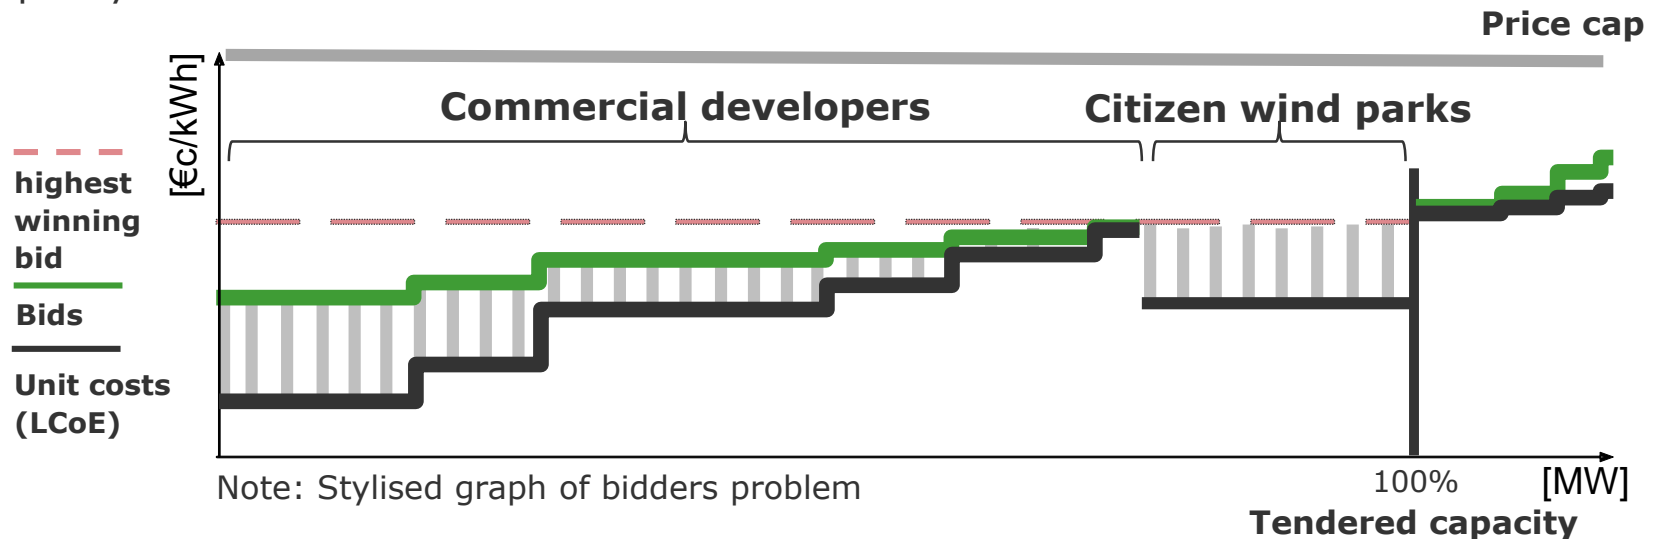 Price cap
[€c/kWh]
Commercial developers
Citizen wind parks
highest
winning
bid
Bids
Unit costs
(LCoE)
Note: Stylised graph of bidders problem
100%
[MW]
Tendered capacity